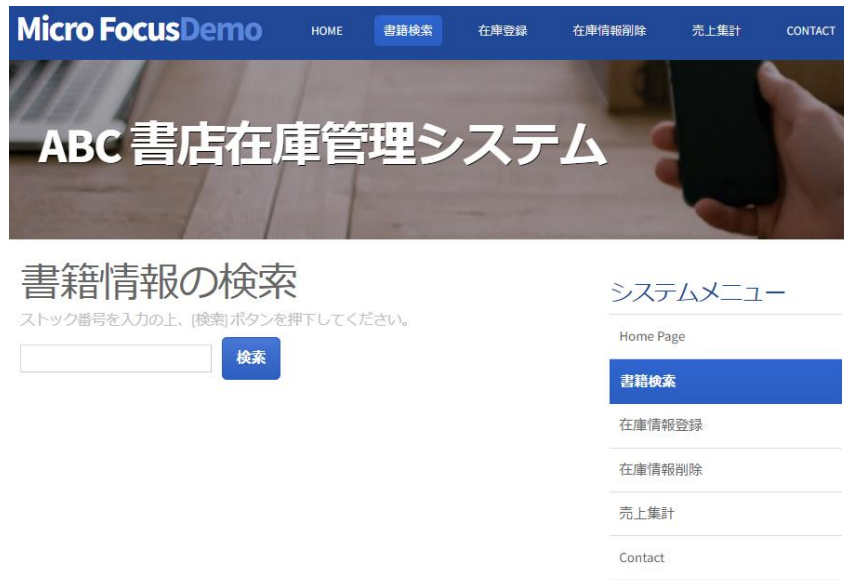 Micro FocusDemo
HOME 書籍検索 在庫登録 在庫情報削除 売上集計 CONTACT
ABC 書店在庫管理システム
書籍情報の検索
ストック番号を入力の上、[検索]ボタンを押下してください。
検索
システムメニュー
Home Page
書籍検索
在庫情報登録
在庫情報削除
売上集計
Contact